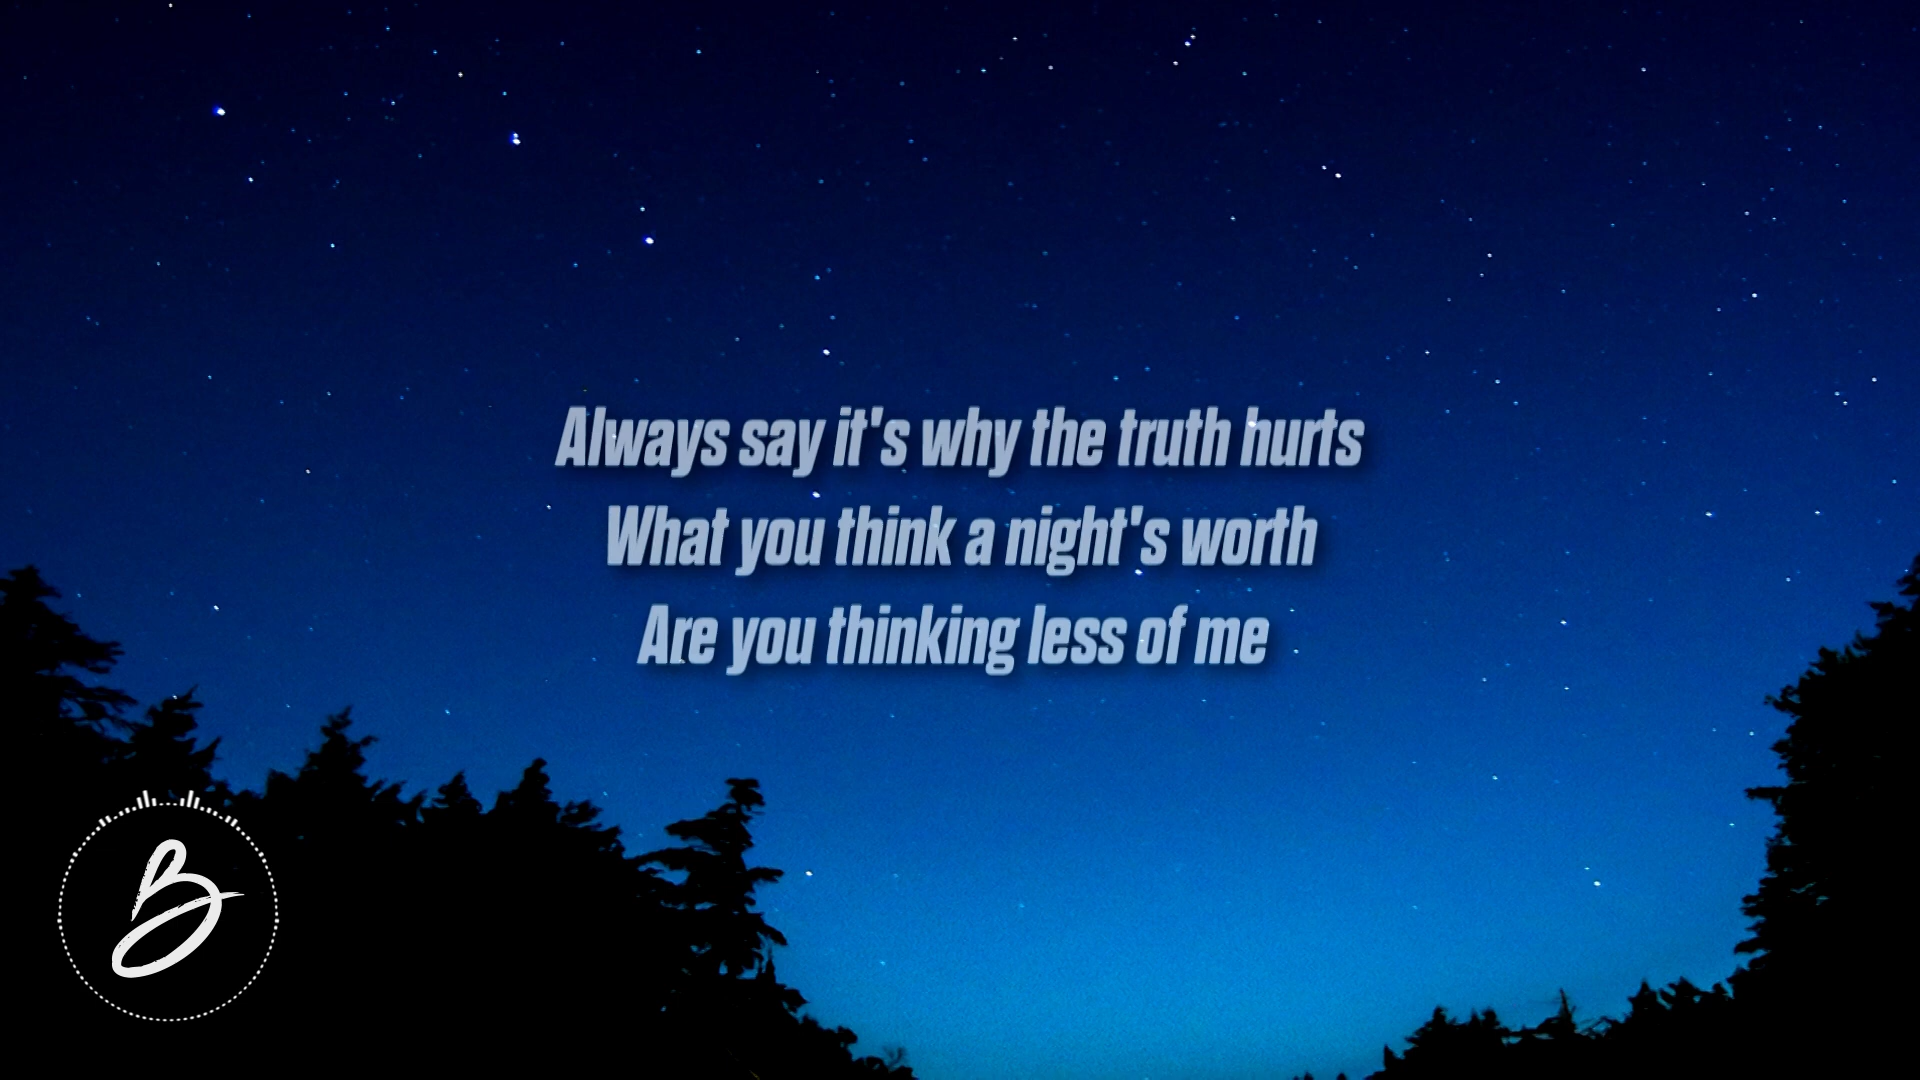 Always say it's why the truth hurts
What you think a night's worth
Are you thinking less of me
B